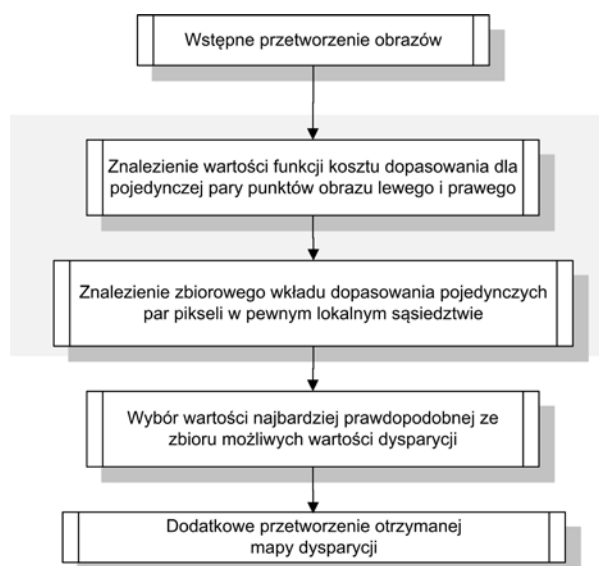 Wstępne przetworzenie obrazów
Znalezienie wartości funkcji kosztu dopasowania dla
pojedynczej pary punktów obrazu lewego i prawego
Znalezienie zbiorowego wkładu dopasowania pojedynczych
par pikseli w pewnym lokalnym sąsiedztwie
Wybór wartości najbardziej prawdopodobnej ze
zbioru możliwych wartości dysparycji
Dodatkowe przetworzenie otrzymanej
mapy dysparycji